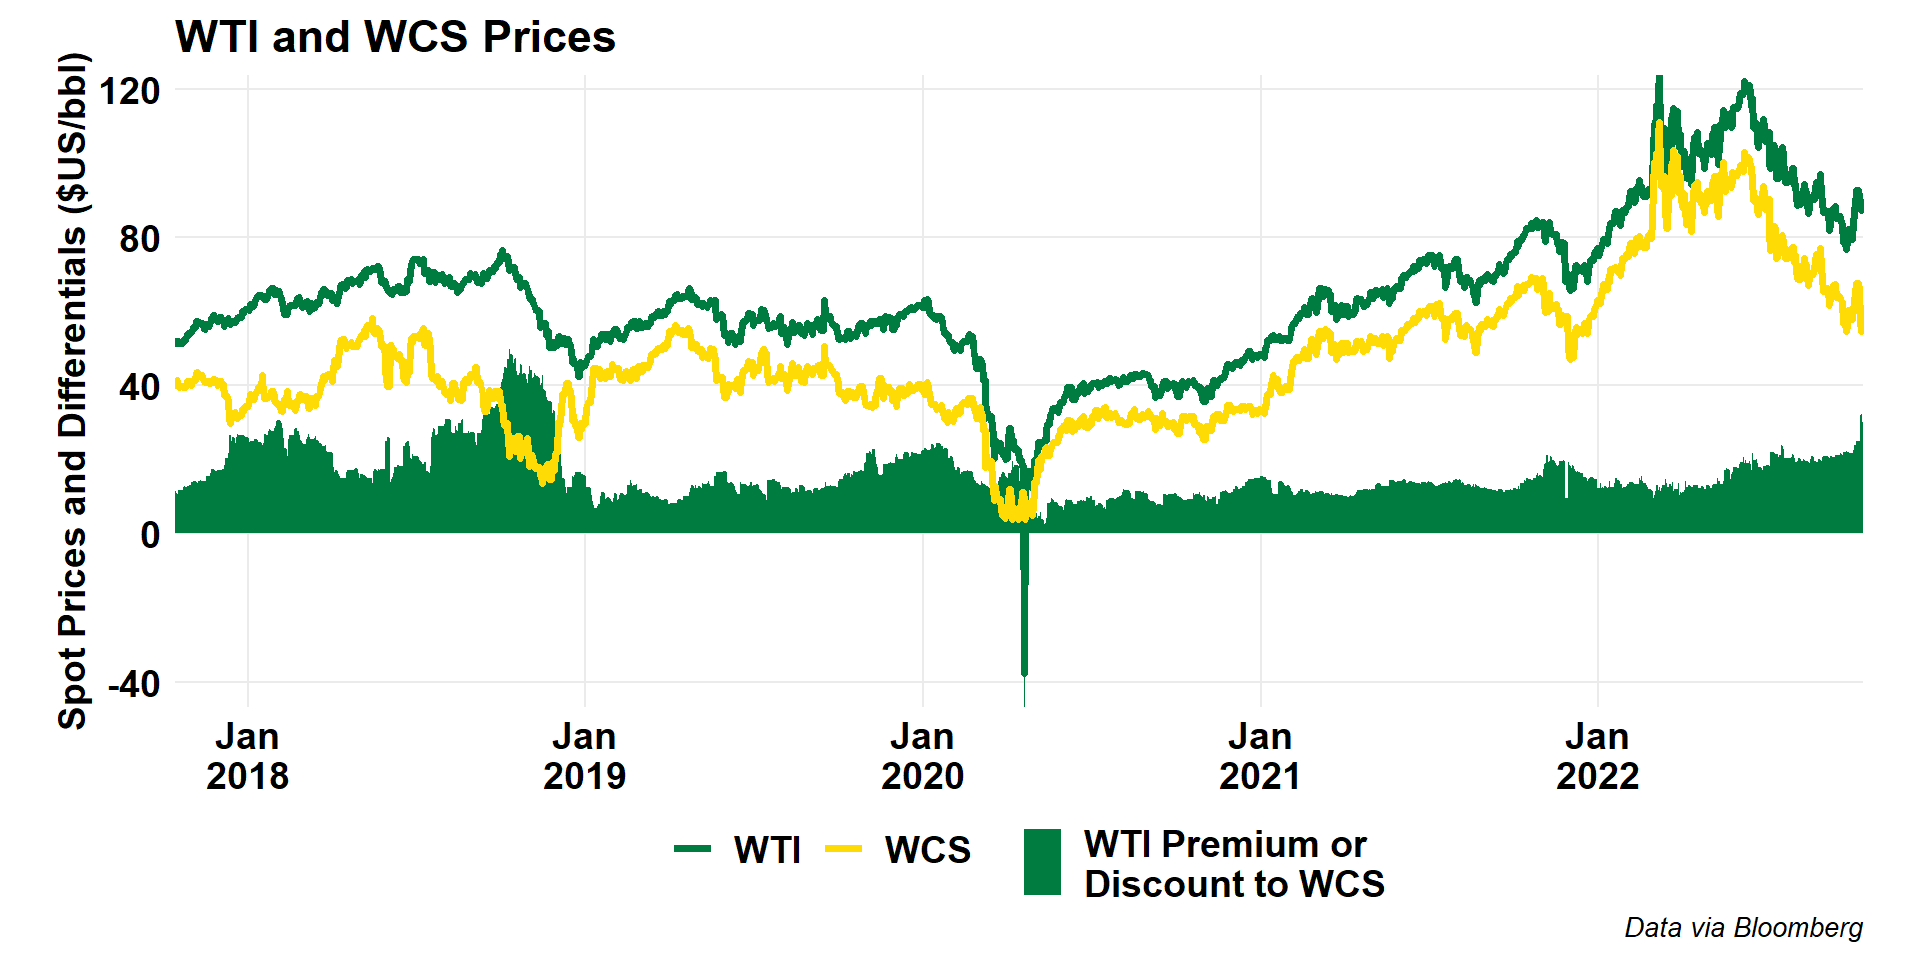 WTI and WCS Prices
Spot Prices and Differentials ($US/bbl)
120
80
40
0
-40
Jan
2018
Jan
2019
Jan
2020
Jan
2021
Jan
2022
WTI
WCS
WTI Premium or
Discount to WCS
Data via Bloomberg